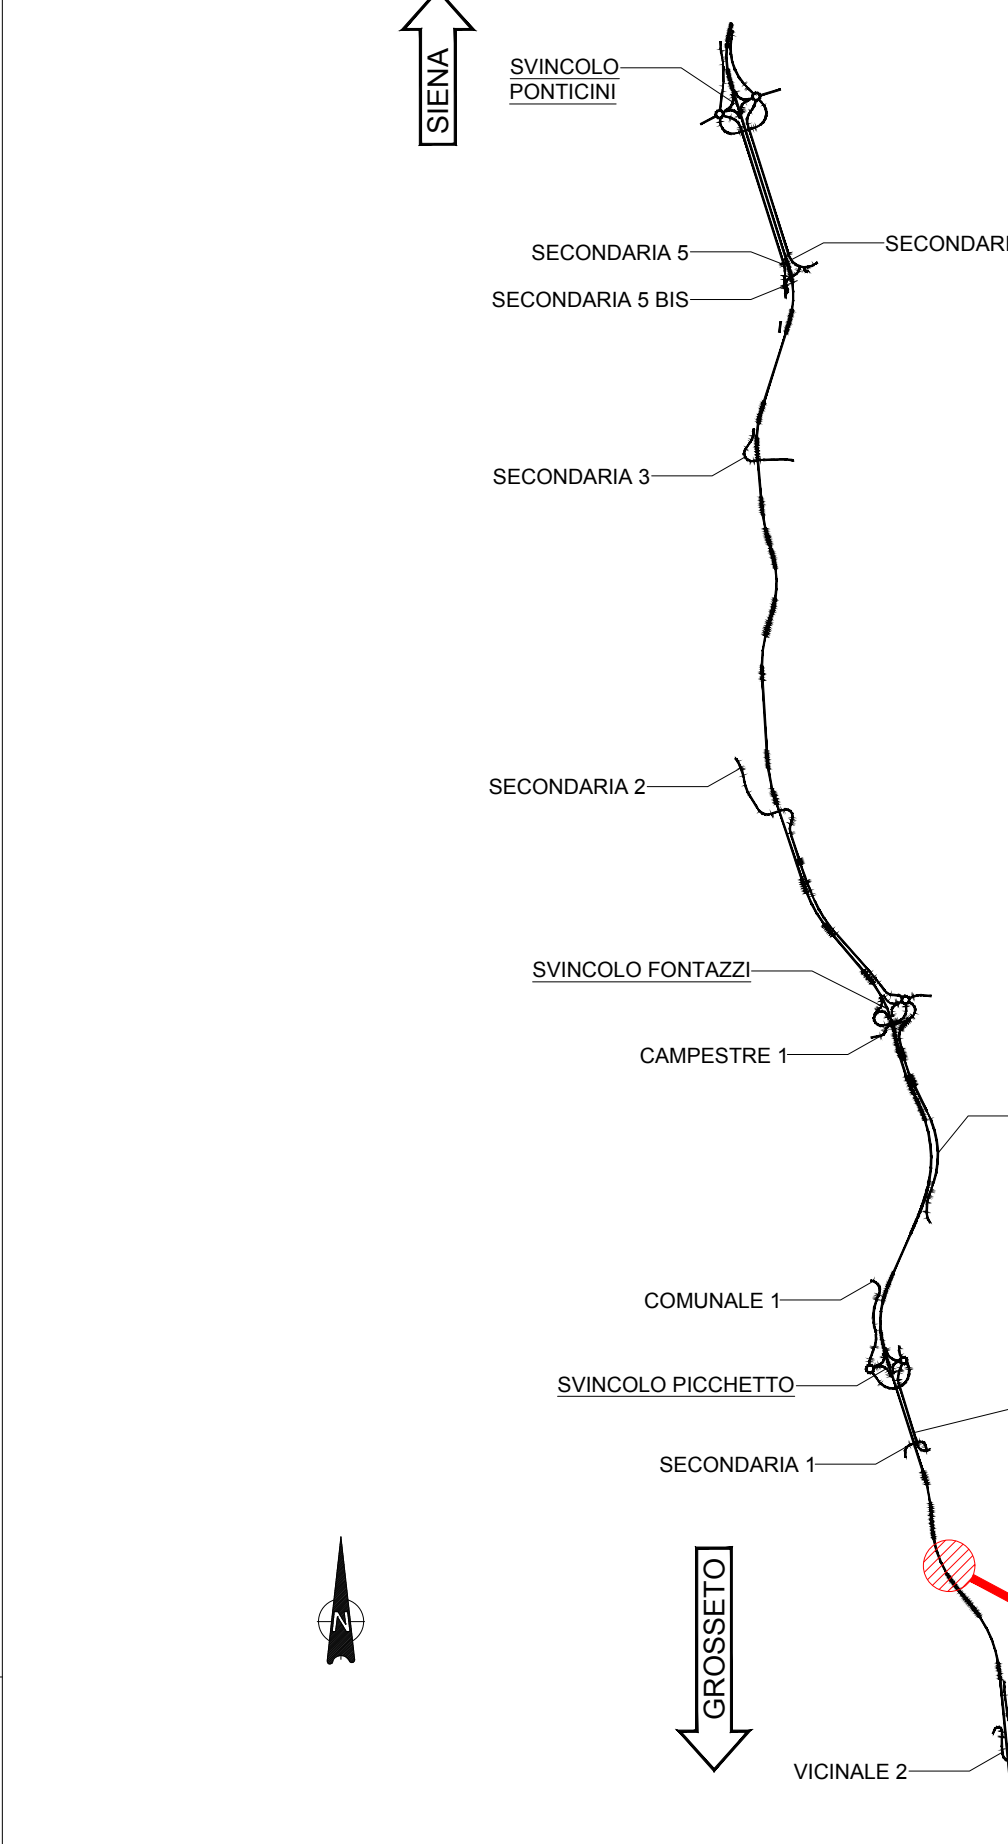 SIENA
SVINCOLO
PONTICINI
SECONDARIA 5
SECONDARI
SECONDARIA 5 BIS
SECONDARIA 3
SECONDARIA 2
SVINCOLO FONTAZZI
CAMPESTRE 1
COMUNALE 1
SVINCOLO PICCHETTO
SECONDARIA 1
N
GROSSETO
VICINALE 2